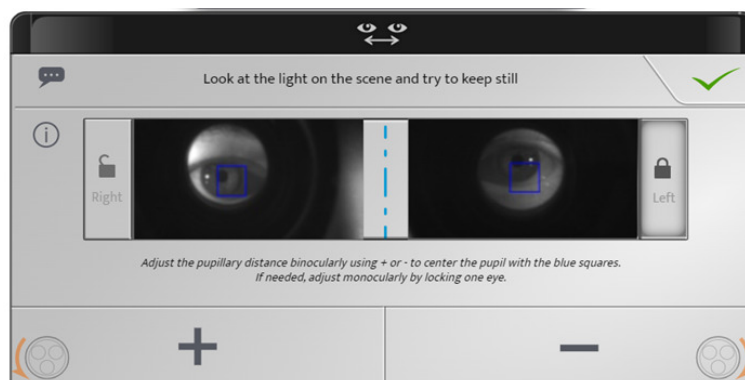 Look at the light on the scene and try to keep still
Right
Left
Adjust the pupillary distance binocularly using + or - to center the pupil with the blue squares.
If needed, adjust monocularly by locking one eye.
+
−